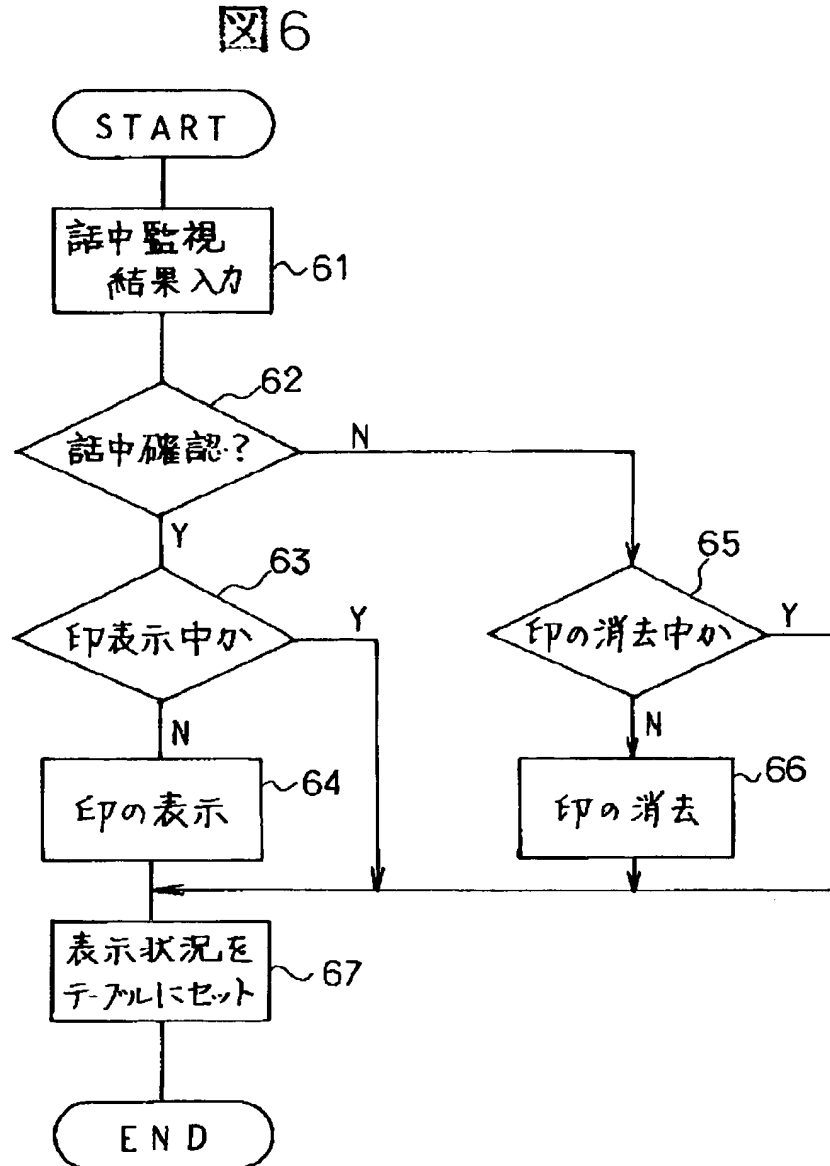 図6
START
話中監視
結果入力
61
62
話中確認?
N
Y
63
65
印表示中か
Y
印の消去中か
Y
N
N
印の表示
64
印の消去
66
表示状況を
テーブルにセット
67
END